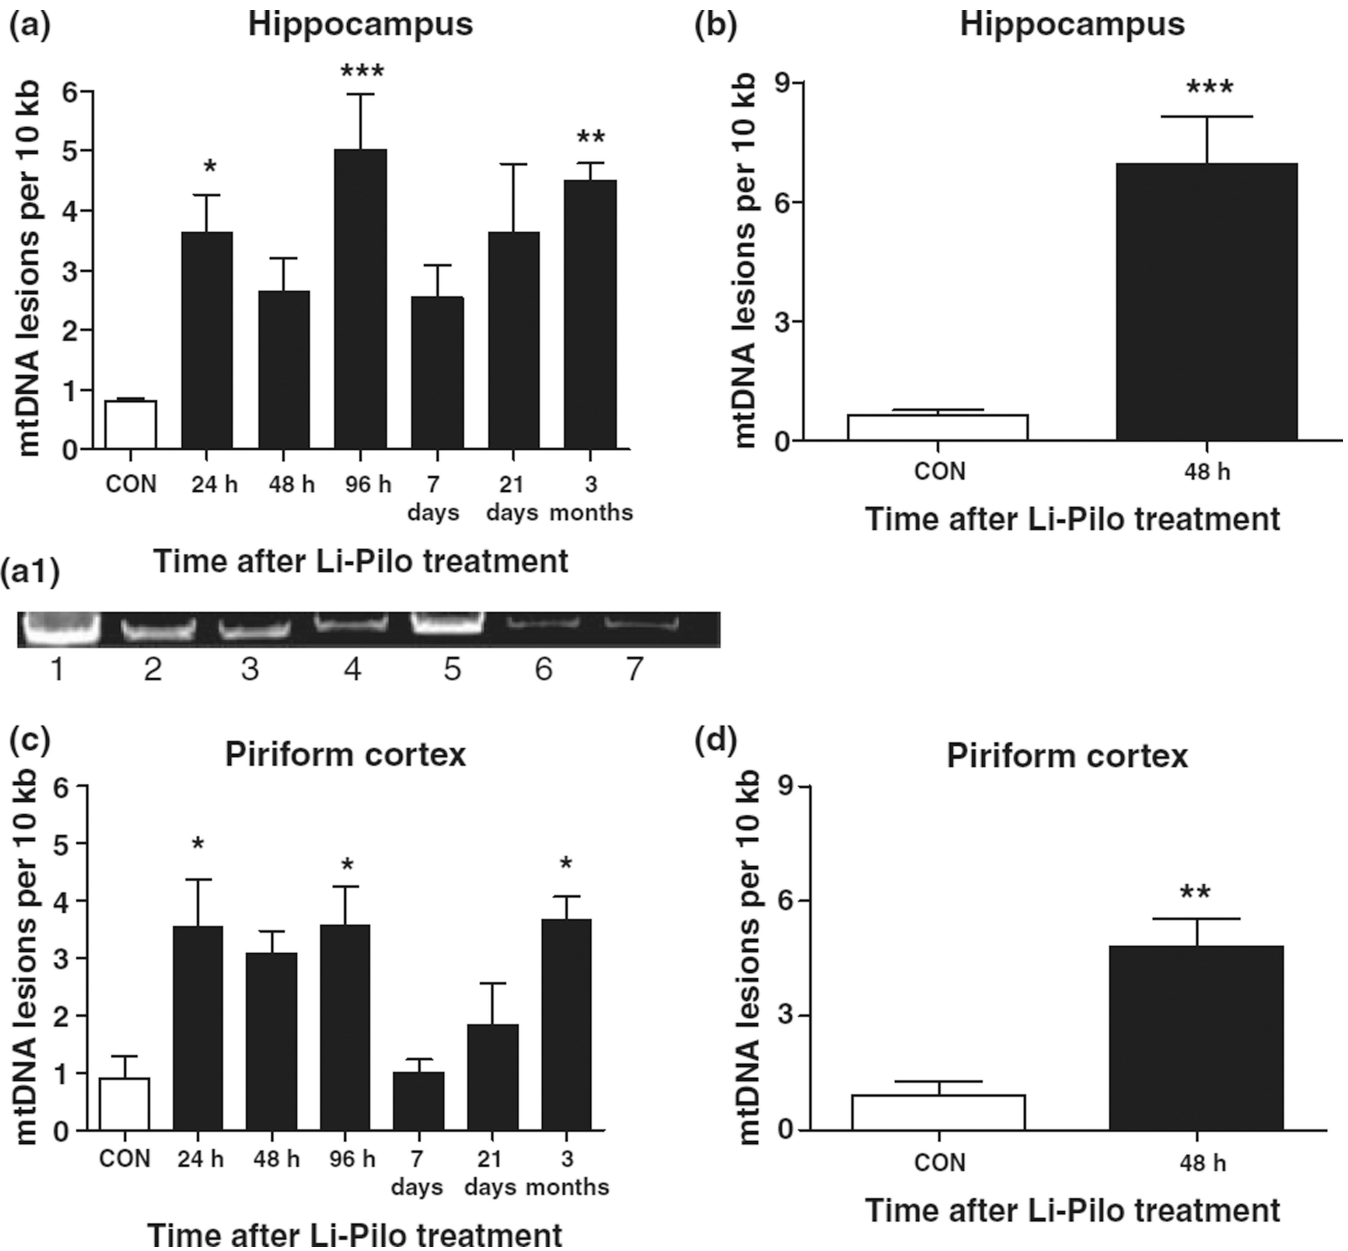 (a) Hippocampus
mtDNA lesions per 10 kb
6
5
4
3
2
1
0
*
***
**
CON 24 h 48 h 96 h 7 days 21 days 3 months
Time after Li-Pilo treatment
(b) Hippocampus
mtDNA lesions per 10 kb
9
6
3
0
***
CON 48 h
Time after Li-Pilo treatment
(a1)
1 2 3 4 5 6 7
(c) Piriform cortex
mtDNA lesions per 10 kb
6
5
4
3
2
1
0
*
*
*
CON 24 h 48 h 96 h 7 days 21 days 3 months
Time after Li-Pilo treatment
(d) Piriform cortex
mtDNA lesions per 10 kb
9
6
3
0
**
CON 48 h
Time after Li-Pilo treatment